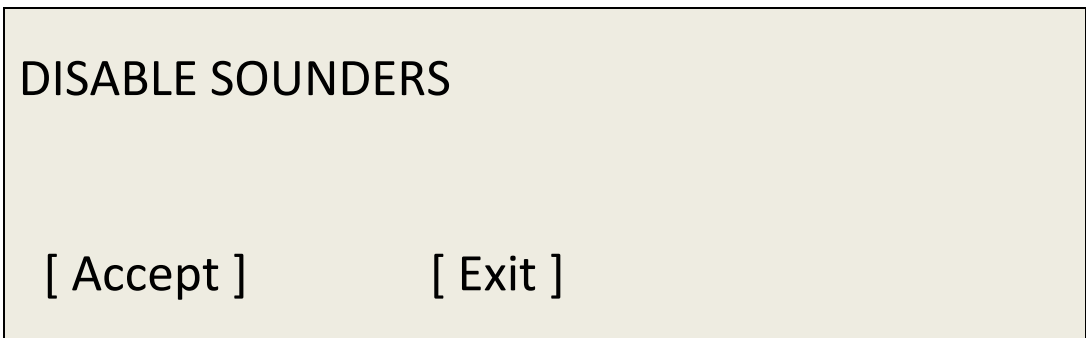 DISABLE SOUNDERS
[ Accept ] [ Exit ]